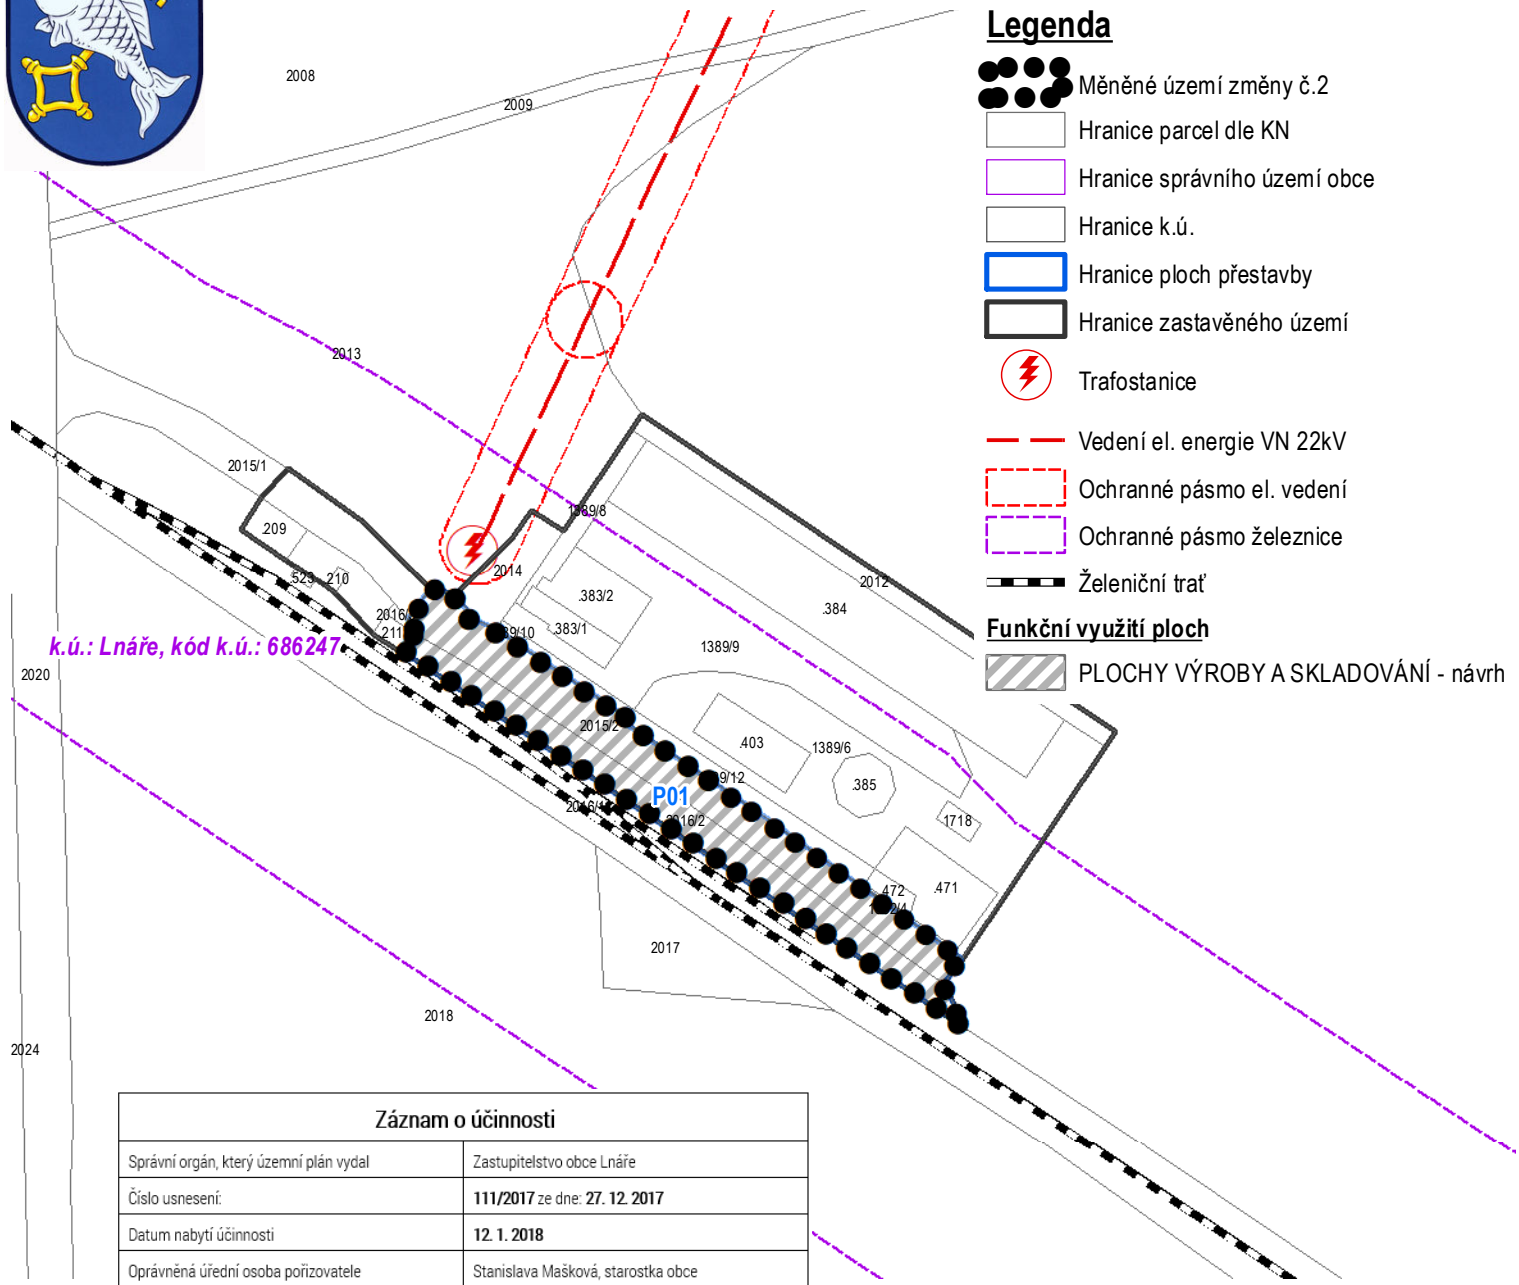 Legenda
Měněné území změny č.2
Hranice parcel dle KN
Hranice správního území obce
Hranice k.ú.
Hranice ploch přestavby
Hranice zastavěného území
Trafostanice
Vedení el. energie VN 22kV
Ochranné pásmo el. vedení
Ochranné pásmo železnice
Želeniční trať
Funkční využití ploch
PLOCHY VÝROBY A SKLADOVÁNÍ - návrh
2008
2009
2013
2015/1
209
523
210
2014
1389/8
2012
.383/2
.384
.383/1
1389/9
k.ú.: Lnáře, kód k.ú.: 686247
2020
2015/2
.403
1389/6
.385
P01
2016/2
1718
.472
.471
2017
2018
2024
Záznam o účinnosti
Správní orgán, který územní plán vydal Zastupitelstvo obce Lnáře
Číslo usnesení: 111/2017 ze dne: 27. 12. 2017
Datum nabytí účinnosti 12. 1. 2018
Oprávněná úřední osoba pořizovatele Stanislava Mašková, starostka obce